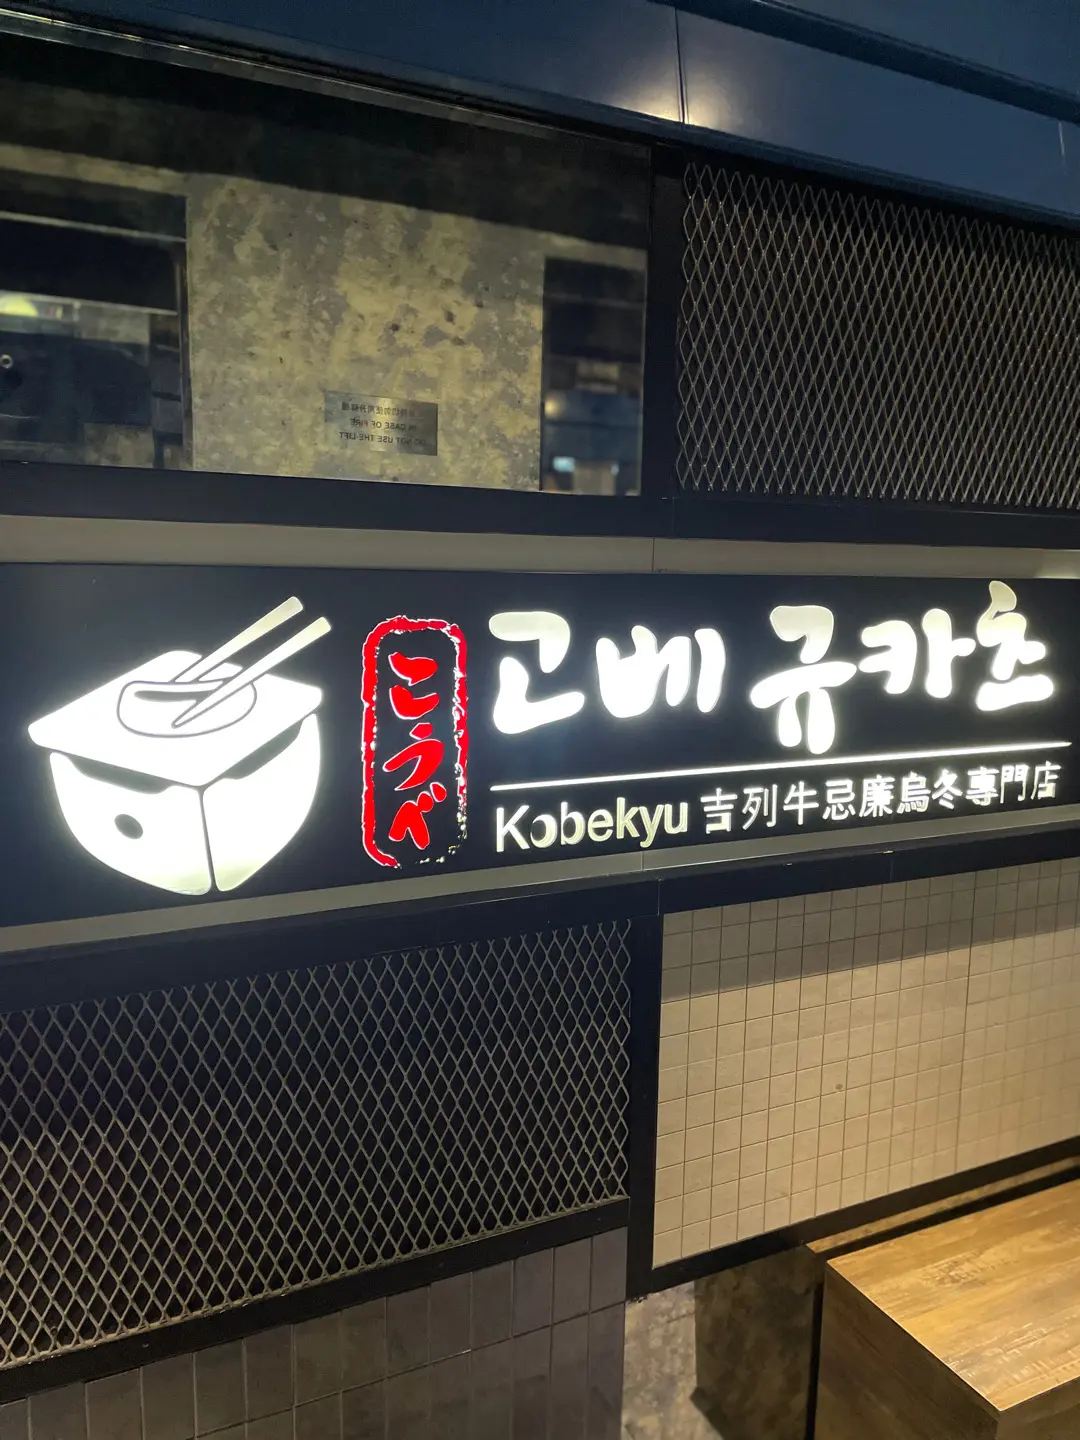 こうべ
고베 규카츠
Kobekyu 吉列牛忌廉烏冬專門店
IN CASE OF FIRE
DO NOT USE THE LIFT